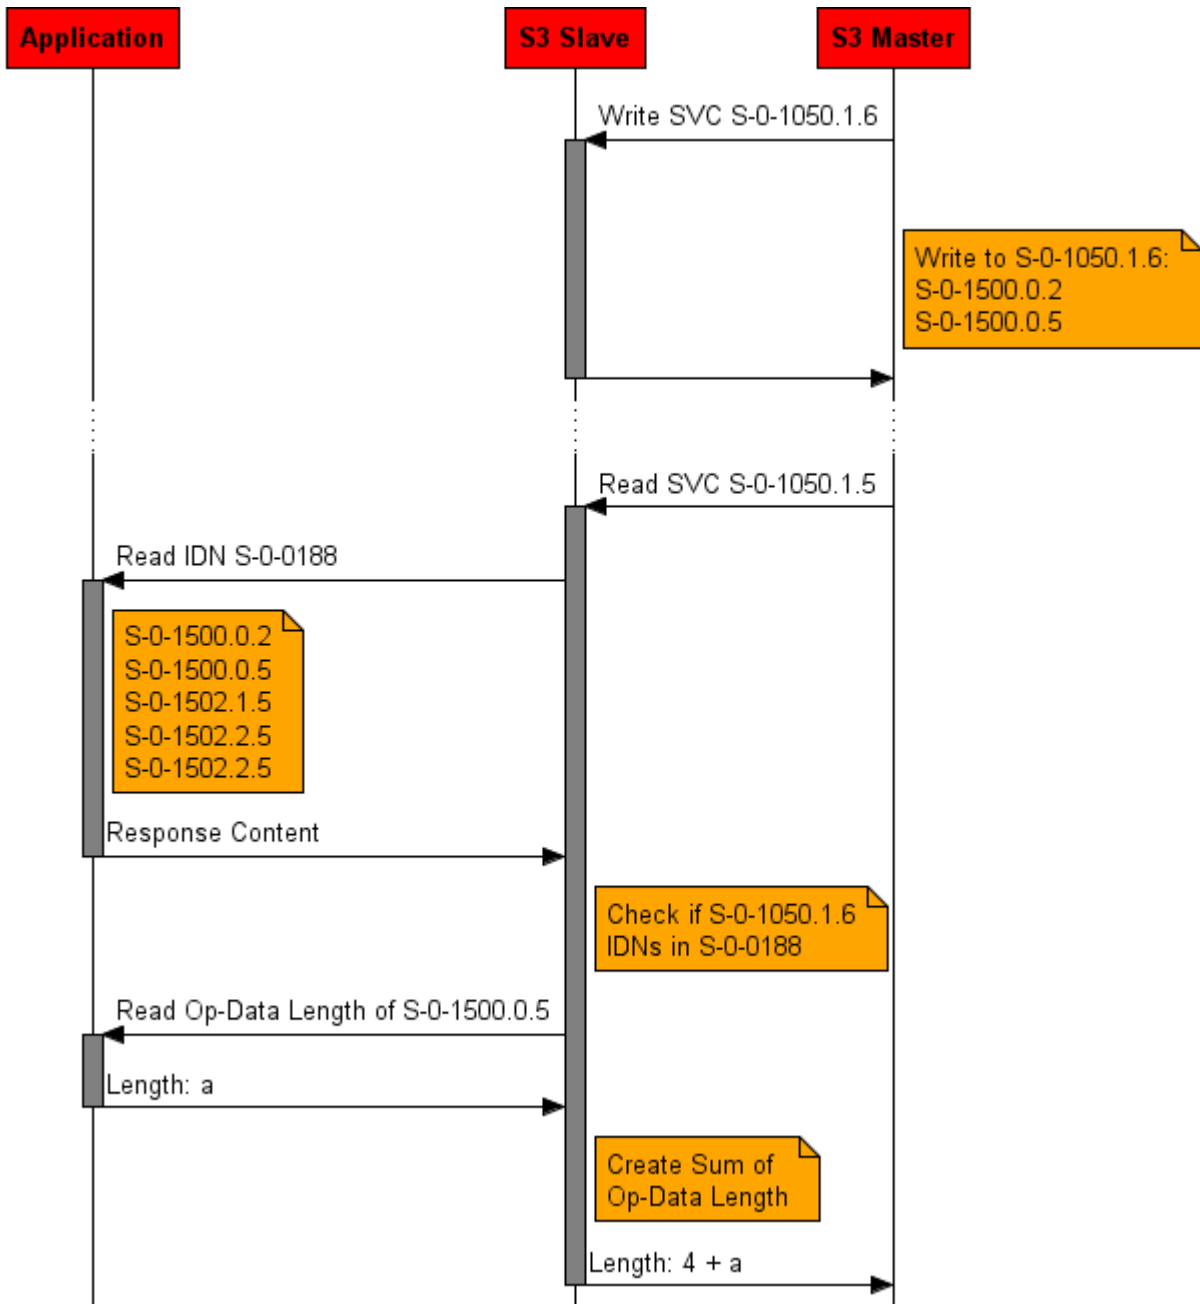 Application
S3 Slave
S3 Master
Write SVC S-0-1050.1.6
Write to S-0-1050.1.6:
S-0-1500.0.2
S-0-1500.0.5
Read SVC S-0-1050.1.5
Read IDN S-0-0188
S-0-1500.0.2
S-0-1500.0.5
S-0-1502.1.5
S-0-1502.2.5
S-0-1502.2.5
Response Content
Check if S-0-1050.1.6
IDNs in S-0-0188
Read Op-Data Length of S-0-1500.0.5
Length: a
Create Sum of
Op-Data Length
Length: 4 + a